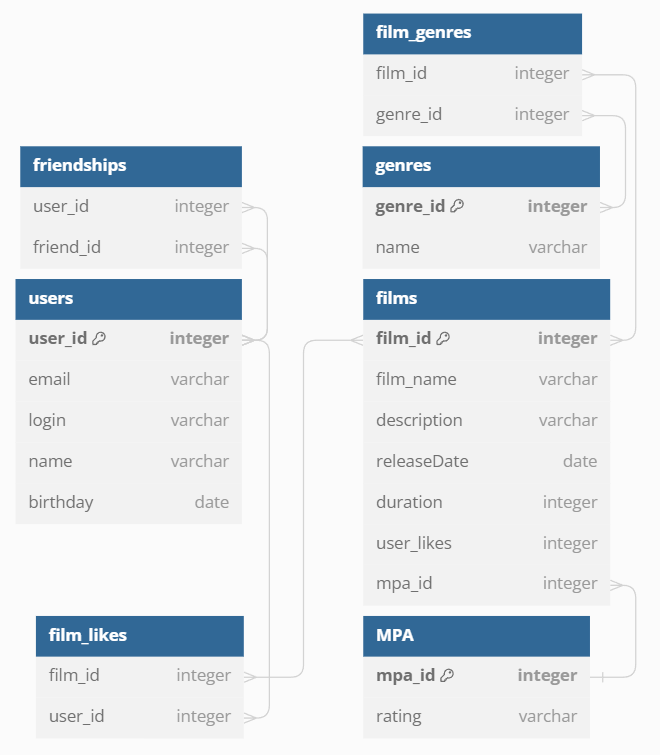 film_genres
film_id integer
genre_id integer
friendships
user_id integer
friend_id integer
genres
genre_id integer
name varchar
users
user_id integer
email varchar
login varchar
name varchar
birthday date
films
film_id integer
film_name varchar
description varchar
releaseDate date
duration integer
user_likes integer
mpa_id integer
film_likes
film_id integer
user_id integer
MPA
mpa_id integer
rating varchar